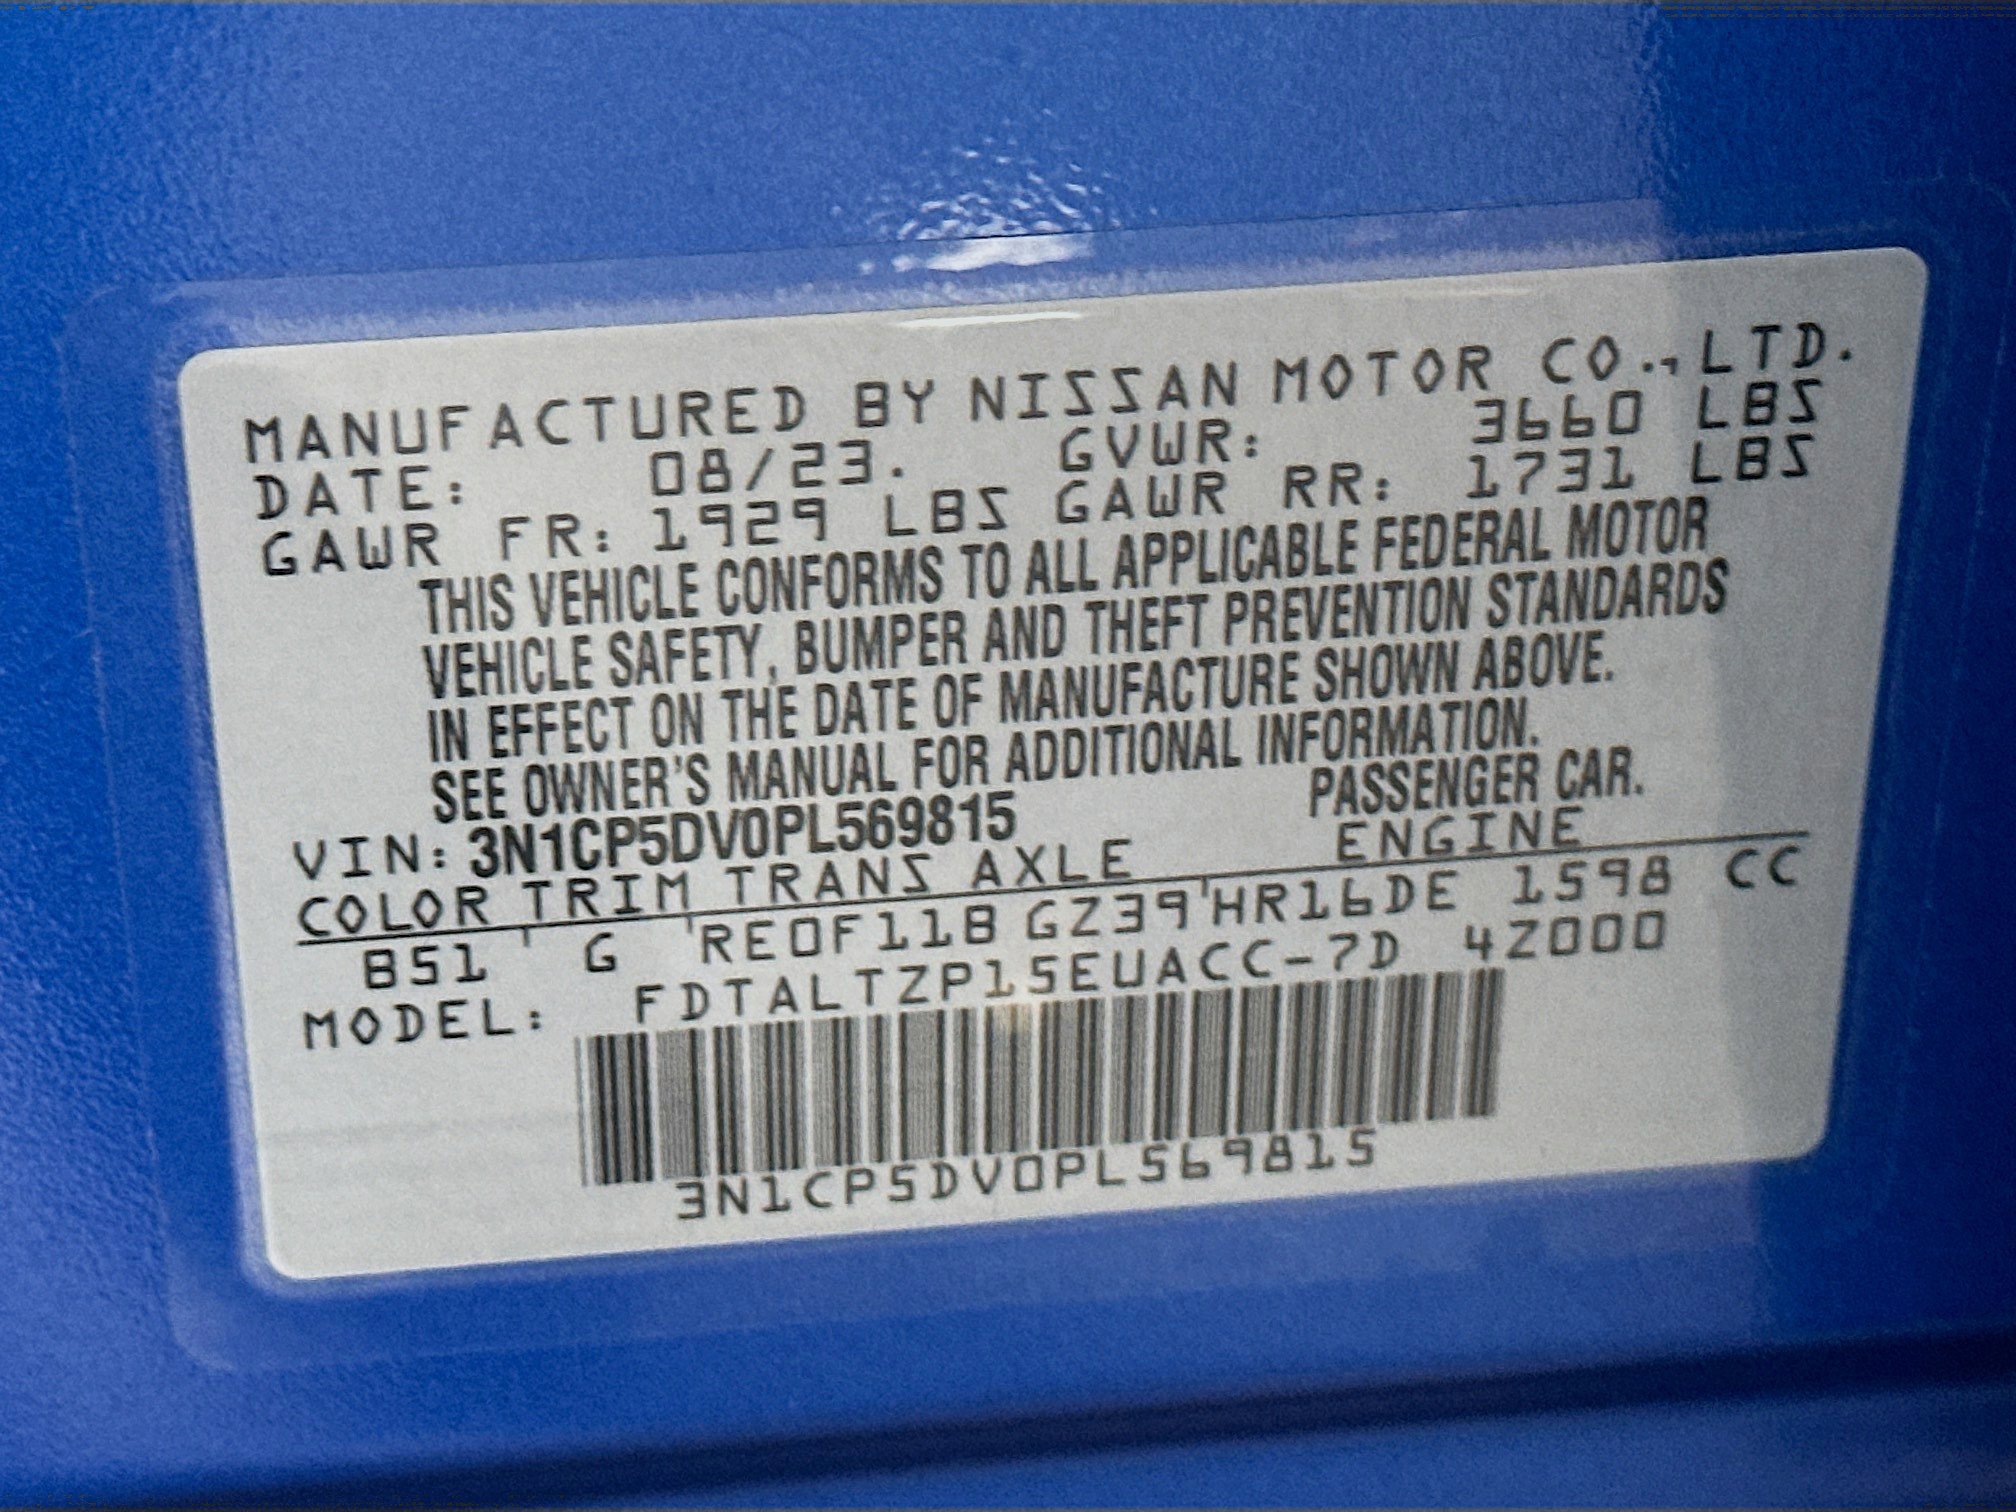 MANUFACTURED BY NISSAN MOTOR CO., LTD.
DATE: 08/23. GVWR: 3660 LBS
GAWR FR: 1929 LBS GAWR RR: 1731 LBS
THIS VEHICLE CONFORMS TO ALL APPLICABLE FEDERAL MOTOR
VEHICLE SAFETY, BUMPER AND THEFT PREVENTION STANDARDS
IN EFFECT ON THE DATE OF MANUFACTURE SHOWN ABOVE.
SEE OWNER'S MANUAL FOR ADDITIONAL INFORMATION.
VIN: 3N1CP5DV0PL569815 PASSENGER CAR.
COLOR TRIM TRANS AXLE ENGINE
B51 G RE0F11B GZ39 HR16DE 1598 CC
MODEL: FDTALTZP15EUACC-7D 4Z000
3N1CP5DV0PL569815